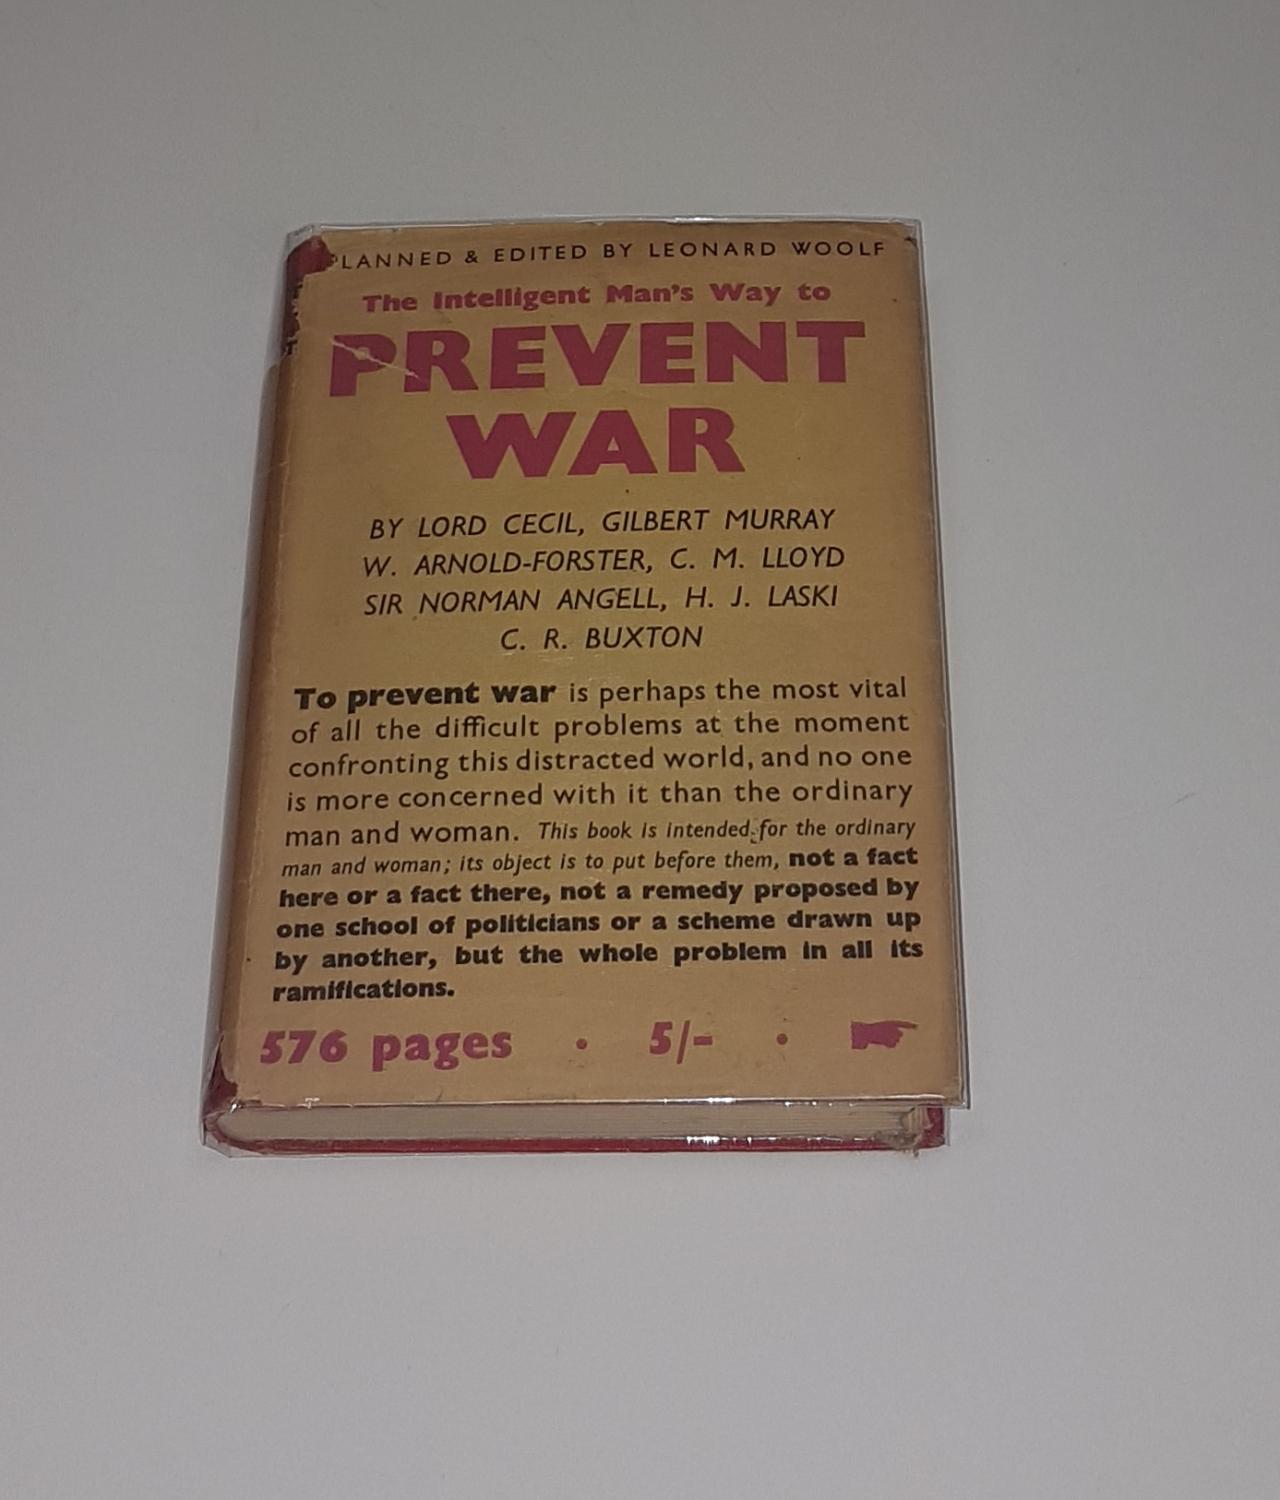 PLANNED & EDITED BY LEONARD WOOLF
The Intelligent Man's Way to
PREVENT
WAR
BY LORD CECIL, GILBERT MURRAY
W. ARNOLD-FORSTER, C. M. LLOYD
SIR NORMAN ANGELL, H. J. LASKI
C. R. BUXTON
To prevent war is perhaps the most vital
of all the difficult problems at the moment
confronting this distracted world, and no one
is more concerned with it than the ordinary
man and woman. This book is intended for the ordinary
man and woman; its object is to put before them, not a fact
here or a fact there, not a remedy proposed by
one school of politicians or a scheme drawn up
by another, but the whole problem in all its
ramifications.
576 pages · 5/- ·